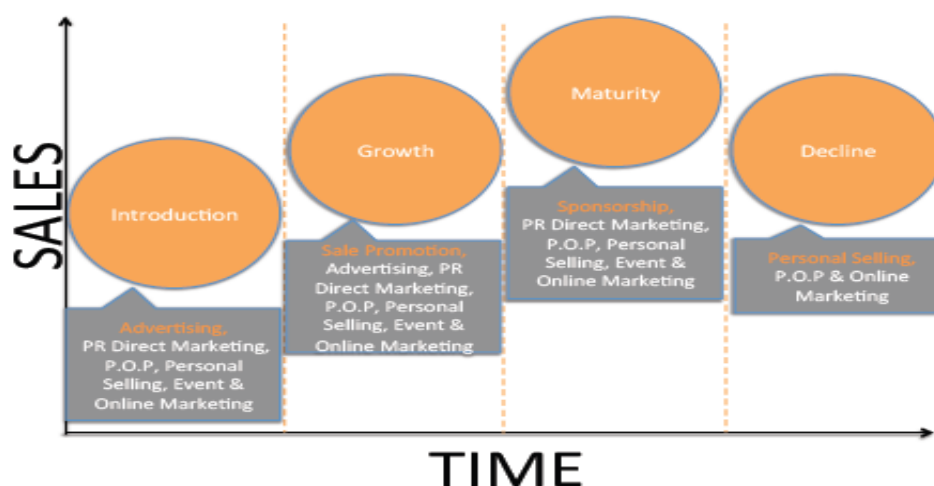 SALES
Introduction
Advertising,
PR Direct Marketing,
P.O.P, Personal
Selling, Event &
Online Marketing
Growth
Sale Promotion,
Advertising, PR
Direct Marketing,
P.O.P, Personal
Selling, Event &
Online Marketing
Maturity
Sponsorship,
PR Direct Marketing,
P.O.P, Personal
Selling, Event &
Online Marketing
Decline
Personal Selling,
P.O.P & Online
Marketing
TIME